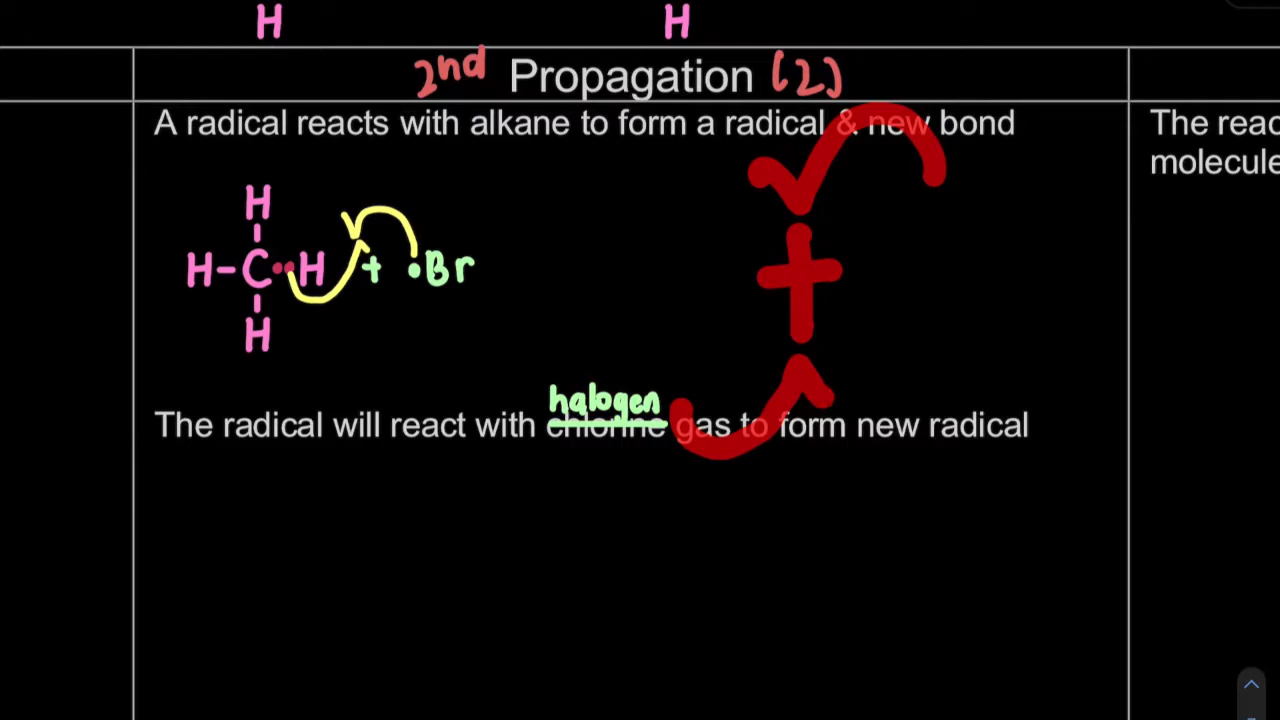 H H
2nd Propagation (2)
A radical reacts with alkane to form a radical & new bond
The reac
molecule
H
H-C••H + •Br
H
halogen
The radical will react with chlorine gas to form new radical
+